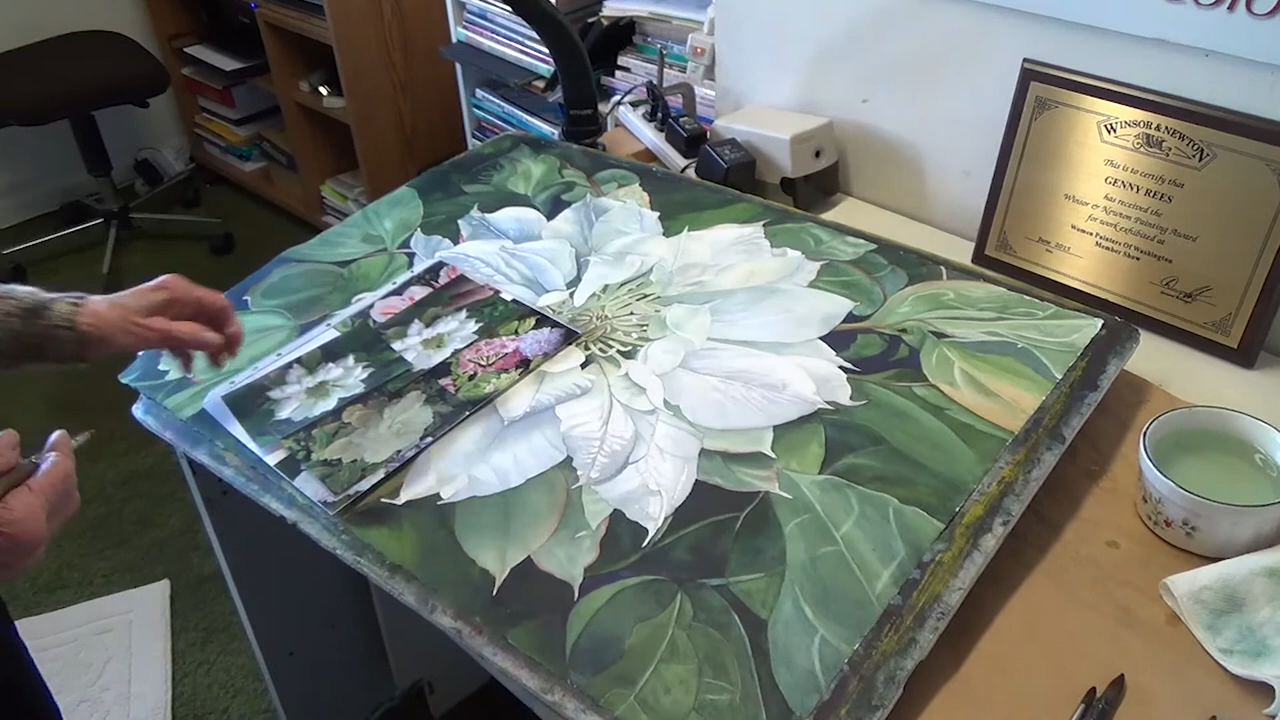 WINSOR & NEWTON
This is to certify that
GENNY REES
has received the
Winsor & Newton Painting Award
for work exhibited at
Women Painters Of Washington
Member Show
June 2015